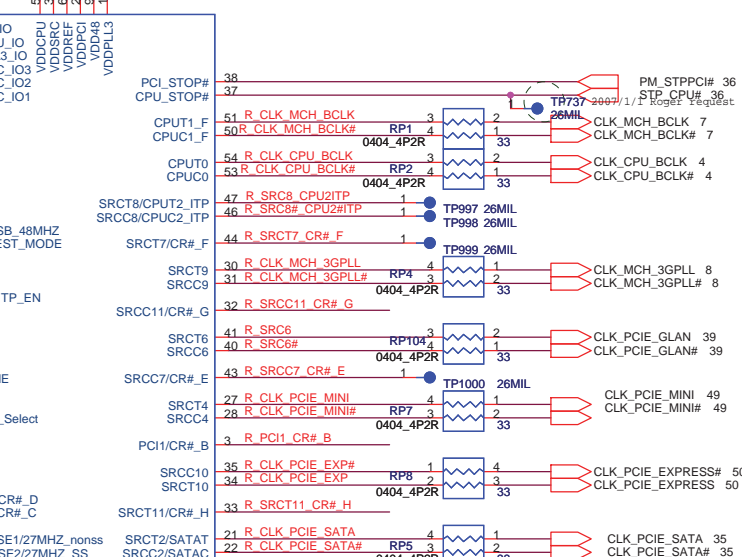 IO
U_IO
3_IO
C_IO3
C_IO2
C_IO1
VDDCPU
VDDSRC
VDDREF
VDDPCI
VDD48
VDDPLL3
PCI_STOP# 38 PM_STPPCI# 36
CPU_STOP# 37 STP_CPU# 36
1 TP737 2007/1/1 Roger request
26MIL
CPUT1_F 51 R_CLK_MCH_BCLK 3 2 CLK_MCH_BCLK 7
CPUC1_F 50 R_CLK_MCH_BCLK# RP1 4 1 CLK_MCH_BCLK# 7
0404_4P2R 33
CPUT0 54 R_CLK_CPU_BCLK 3 2 CLK_CPU_BCLK 4
CPUC0 53 R_CLK_CPU_BCLK# RP2 4 1 CLK_CPU_BCLK# 4
0404_4P2R 33
SRCT8/CPUT2_ITP 47 R_SRC8_CPU2ITP 1
SRCC8/CPUC2_ITP 46 R_SRC8#_CPU2#ITP 1 TP997 26MIL
TP998 26MIL
SB_48MHZ
EST_MODE
SRCT7/CR#_F 44 R_SRCT7_CR#_F 1
TP999 26MIL
SRCT9 30 R_CLK_MCH_3GPLL 4 1 CLK_MCH_3GPLL 8
SRCC9 31 R_CLK_MCH_3GPLL# RP4 3 2 CLK_MCH_3GPLL# 8
0404_4P2R 33
TP_EN
SRCC11/CR#_G 32 R_SRCC11_CR#_G
SRCT6 41 R_SRC6 3 2 CLK_PCIE_GLAN 39
SRCC6 40 R_SRC6# RP104 4 1 CLK_PCIE_GLAN# 39
0404_4P2R 33
SRCC7/CR#_E 43 R_SRCC7_CR#_E 1
TP1000 26MIL
SRCT4 27 R_CLK_PCIE_MINI 4 1 CLK_PCIE_MINI 49
SRCC4 28 R_CLK_PCIE_MINI# RP7 3 2 CLK_PCIE_MINI# 49
_Select
0404_4P2R 33
PCI1/CR#_B 3 R_PCI1_CR#_B
SRCC10 35 R_CLK_PCIE_EXP# 1 4 CLK_PCIE_EXPRESS# 50
SRCT10 34 R_CLK_PCIE_EXP RP8 2 3 CLK_PCIE_EXPRESS 50
0404_4P2R 33
CR#_D
CR#_C
SRCT11/CR#_H 33 R_SRCT11_CR#_H
SE1/27MHZ_nonss SRCT2/SATAT 21 R_CLK_PCIE_SATA 4 1 CLK_PCIE_SATA 35
SE2/27MHZ_SS SRCC2/SATAC 22 R_CLK_PCIE_SATA# RP5 3 2 CLK_PCIE_SATA# 35
0404_4P2R 33